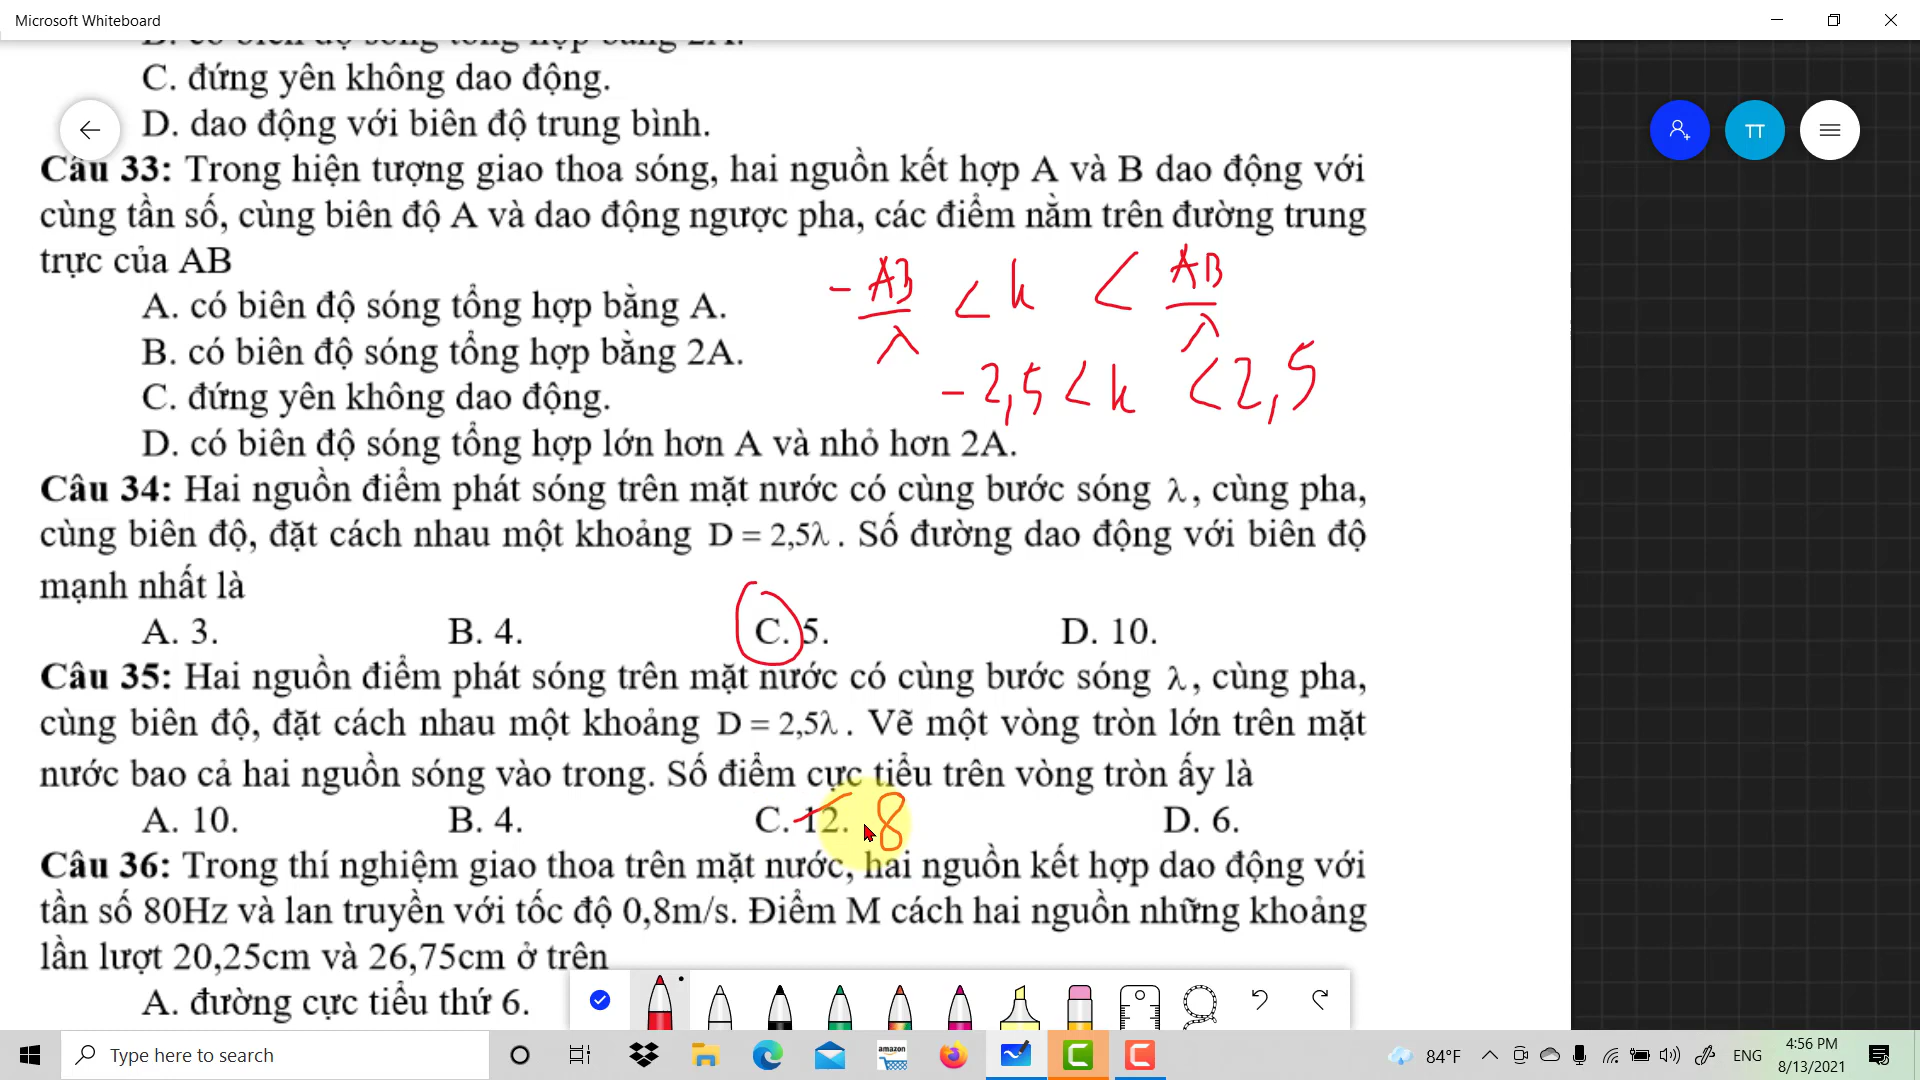 Microsoft Whiteboard
B. có biên độ sóng tổng hợp bằng 2A.
C. đứng yên không dao động.
D. dao động với biên độ trung bình.
Câu 33: Trong hiện tượng giao thoa sóng, hai nguồn kết hợp A và B dao động với
cùng tần số, cùng biên độ A và dao động ngược pha, các điểm nằm trên đường trung
trực của AB
A. có biên độ sóng tổng hợp bằng A.
B. có biên độ sóng tổng hợp bằng 2A.
C. đứng yên không dao động.
D. có biên độ sóng tổng hợp lớn hơn A và nhỏ hơn 2A.
- AB/λ < k < AB/λ
- 2,5 < k < 2,5
Câu 34: Hai nguồn điểm phát sóng trên mặt nước có cùng bước sóng λ, cùng pha,
cùng biên độ, đặt cách nhau một khoảng D = 2,5λ. Số đường dao động với biên độ
mạnh nhất là
A. 3. B. 4. C. 5. D. 10.
Câu 35: Hai nguồn điểm phát sóng trên mặt nước có cùng bước sóng λ, cùng pha,
cùng biên độ, đặt cách nhau một khoảng D = 2,5λ. Vẽ một vòng tròn lớn trên mặt
nước bao cả hai nguồn sóng vào trong. Số điểm cực tiểu trên vòng tròn ấy là
A. 10. B. 4. C. 12. 8 D. 6.
Câu 36: Trong thí nghiệm giao thoa trên mặt nước, hai nguồn kết hợp dao động với
tần số 80Hz và lan truyền với tốc độ 0,8m/s. Điểm M cách hai nguồn những khoảng
lần lượt 20,25cm và 26,75cm ở trên
A. đường cực tiểu thứ 6.
TT
Type here to search
amazon
84°F
ENG
4:56 PM
8/13/2021